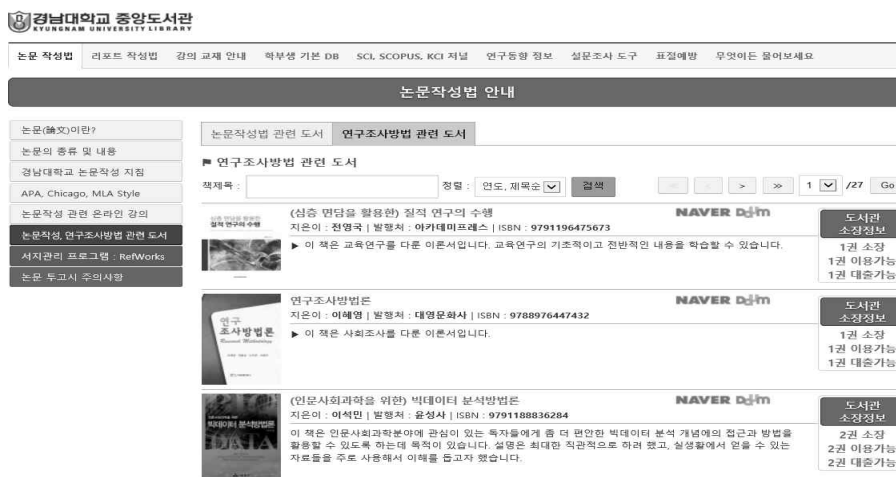 경남대학교 중앙도서관
KYUNGNAM UNIVERSITY LIBRARY
논문 작성법 리포트 작성법 강의 교재 안내 학부생 기본 DB SCI, SCOPUS, KCI 저널 연구동향 정보 설문조사 도구 표절예방 무엇이든 물어보세요
논문작성법 안내
논문(論文)이란?
논문의 종류 및 내용
경남대학교 논문작성 지침
APA, Chicago, MLA Style
논문작성 관련 온라인 강의
논문작성, 연구조사방법 관련 도서
서지관리 프로그램 : RefWorks
논문 투고시 주의사항
논문작성법 관련 도서 연구조사방법 관련 도서
연구조사방법 관련 도서
책제목 : 정렬 : 연도, 제목순 검색 < > >> 1 /27 Go
(심층 면담을 활용한) 질적 연구의 수행 NAVER Daum
지은이 : 전영국 | 발행처 : 아카데미프레스 | ISBN : 9791196475673
▶ 이 책은 교육연구를 다룬 이론서입니다. 교육연구의 기초적이고 전반적인 내용을 학습할 수 있습니다.
도서관
소장정보
1권 소장
1권 이용가능
1권 대출가능
질적 연구의 수행
연구조사방법론 NAVER Daum
지은이 : 이혜영 | 발행처 : 대영문화사 | ISBN : 9788976447432
▶ 이 책은 사회조사를 다룬 이론서입니다.
도서관
소장정보
1권 소장
1권 이용가능
1권 대출가능
연구
조사방법론
Research Methodology
(인문사회과학을 위한) 빅데이터 분석방법론 NAVER Daum
지은이 : 이석민 | 발행처 : 윤성사 | ISBN : 9791188836284
이 책은 인문사회과학분야에 관심이 있는 독자들에게 좀 더 편안한 빅데이터 분석 개념에의 접근과 방법을
활용할 수 있도록 하는데 목적이 있습니다. 설명은 최대한 직관적으로 하려 했고, 실생활에서 얻을 수 있는
자료들을 주로 사용해서 이해를 돕고자 했습니다.
도서관
소장정보
2권 소장
2권 이용가능
2권 대출가능
빅데이터 분석방법론
DATA